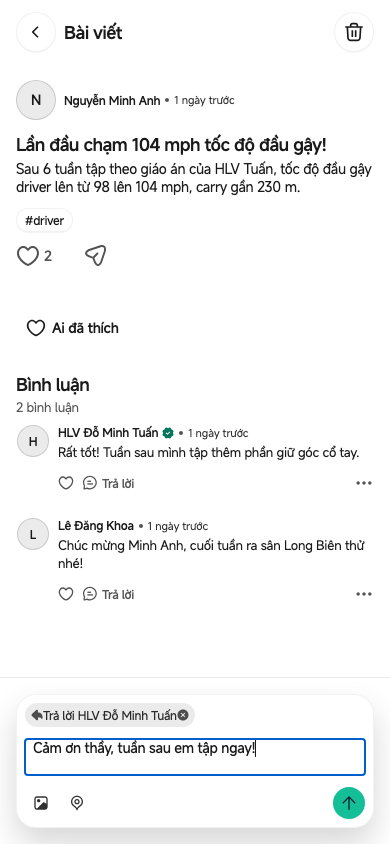 Bài viết
N
Nguyễn Minh Anh • 1 ngày trước
Lần đầu chạm 104 mph tốc độ đầu gậy!
Sau 6 tuần tập theo giáo án của HLV Tuấn, tốc độ đầu gậy
driver lên từ 98 lên 104 mph, carry gần 230 m.
#driver
2
Ai đã thích
Bình luận
2 bình luận
H
HLV Đỗ Minh Tuấn • 1 ngày trước
Rất tốt! Tuần sau mình tập thêm phần giữ góc cổ tay.
Trả lời
L
Lê Đăng Khoa • 1 ngày trước
Chúc mừng Minh Anh, cuối tuần ra sân Long Biên thử
nhé!
Trả lời
Trả lời HLV Đỗ Minh Tuấn
Cảm ơn thầy, tuần sau em tập ngay!